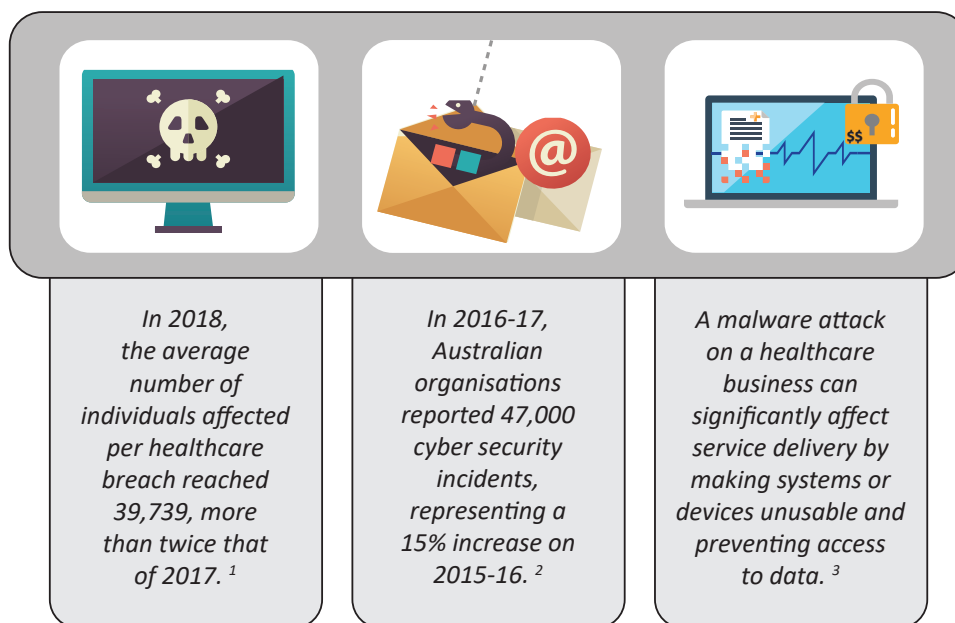 @
$$
In 2018,
the average
number of
individuals affected
per healthcare
breach reached
39,739, more
than twice that
of 2017. 1
In 2016-17,
Australian
organisations
reported 47,000
cyber security
incidents,
representing a
15% increase on
2015-16. 2
A malware attack
on a healthcare
business can
significantly affect
service delivery by
making systems or
devices unusable and
preventing access
to data. 3